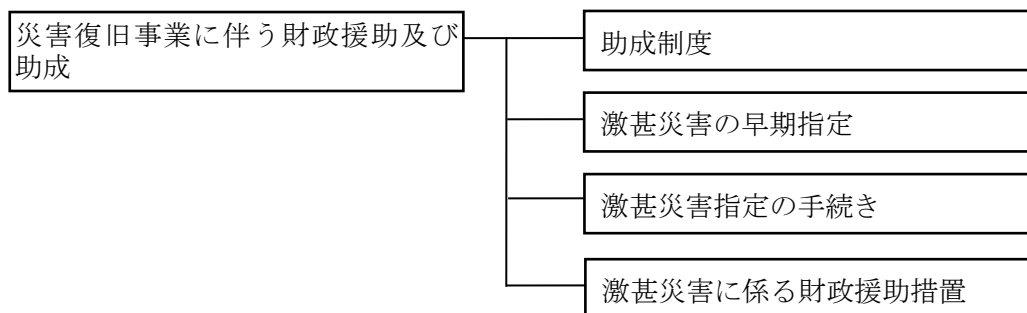 災害復旧事業に伴う財政援助及び
助成
助成制度
激甚災害の早期指定
激甚災害指定の手続き
激甚災害に係る財政援助措置